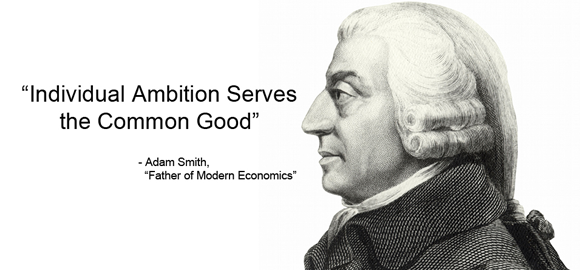 “Individual Ambition Serves
the Common Good”
- Adam Smith,
“Father of Modern Economics”